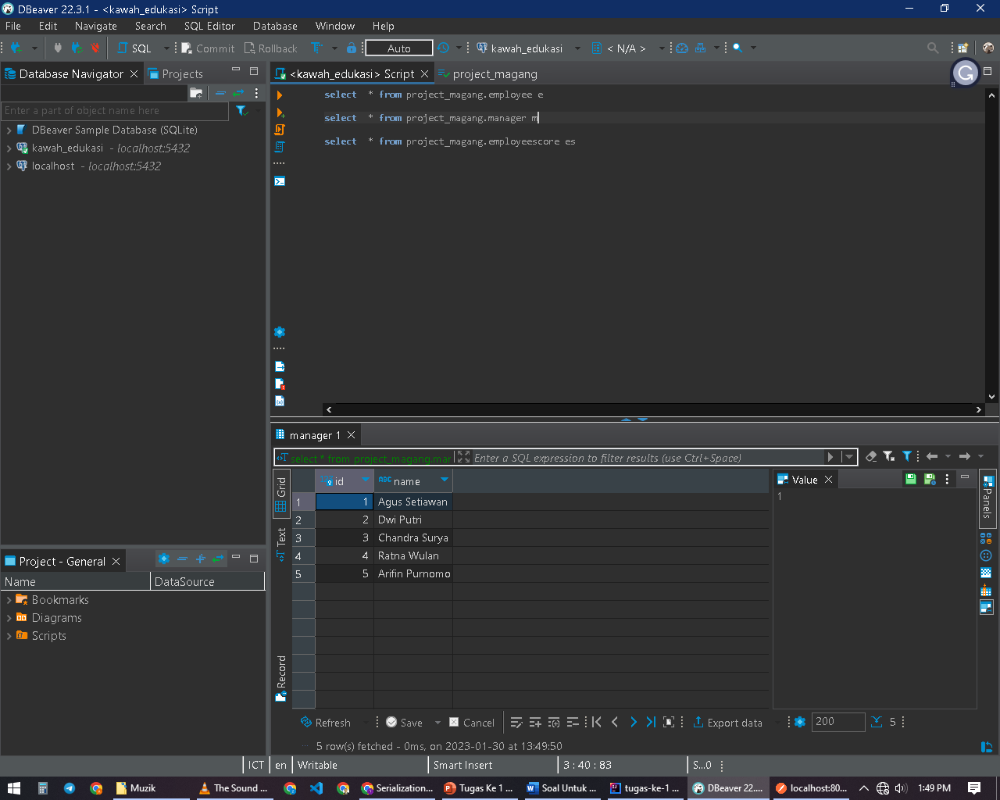 DBeaver 22.3.1 - <kawah_edukasi> Script
File Edit Navigate Search SQL Editor Database Window Help
SQL Commit Rollback Auto kawah_edukasi < N/A >
Database Navigator Projects
<kawah_edukasi> Script project_magang
Enter a part of object name here
DBeaver Sample Database (SQLite)
kawah_edukasi - localhost:5432
localhost - localhost:5432
select * from project_magang.employee e
select * from project_magang.manager m
select * from project_magang.employeescore es
manager 1
select * from project_magang.mar Enter a SQL expression to filter results (use Ctrl+Space)
Grid
Text
Record
id name
1 1 Agus Setiawan
2 2 Dwi Putri
3 3 Chandra Surya
4 4 Ratna Wulan
5 5 Arifin Purnomo
Value
1
Panels
Project - General
Name DataSource
Bookmarks
Diagrams
Scripts
Refresh Save Cancel Export data 200 5
5 row(s) fetched - 0ms, on 2023-01-30 at 13:49:50
ICT en Writable Smart Insert 3 : 40 : 83 S...0
Muzik The Sound ... Serialization... Tugas Ke 1 ... Soal Untuk ... tugas-ke-1 ... DBeaver 22.... localhost:80... 1:49 PM